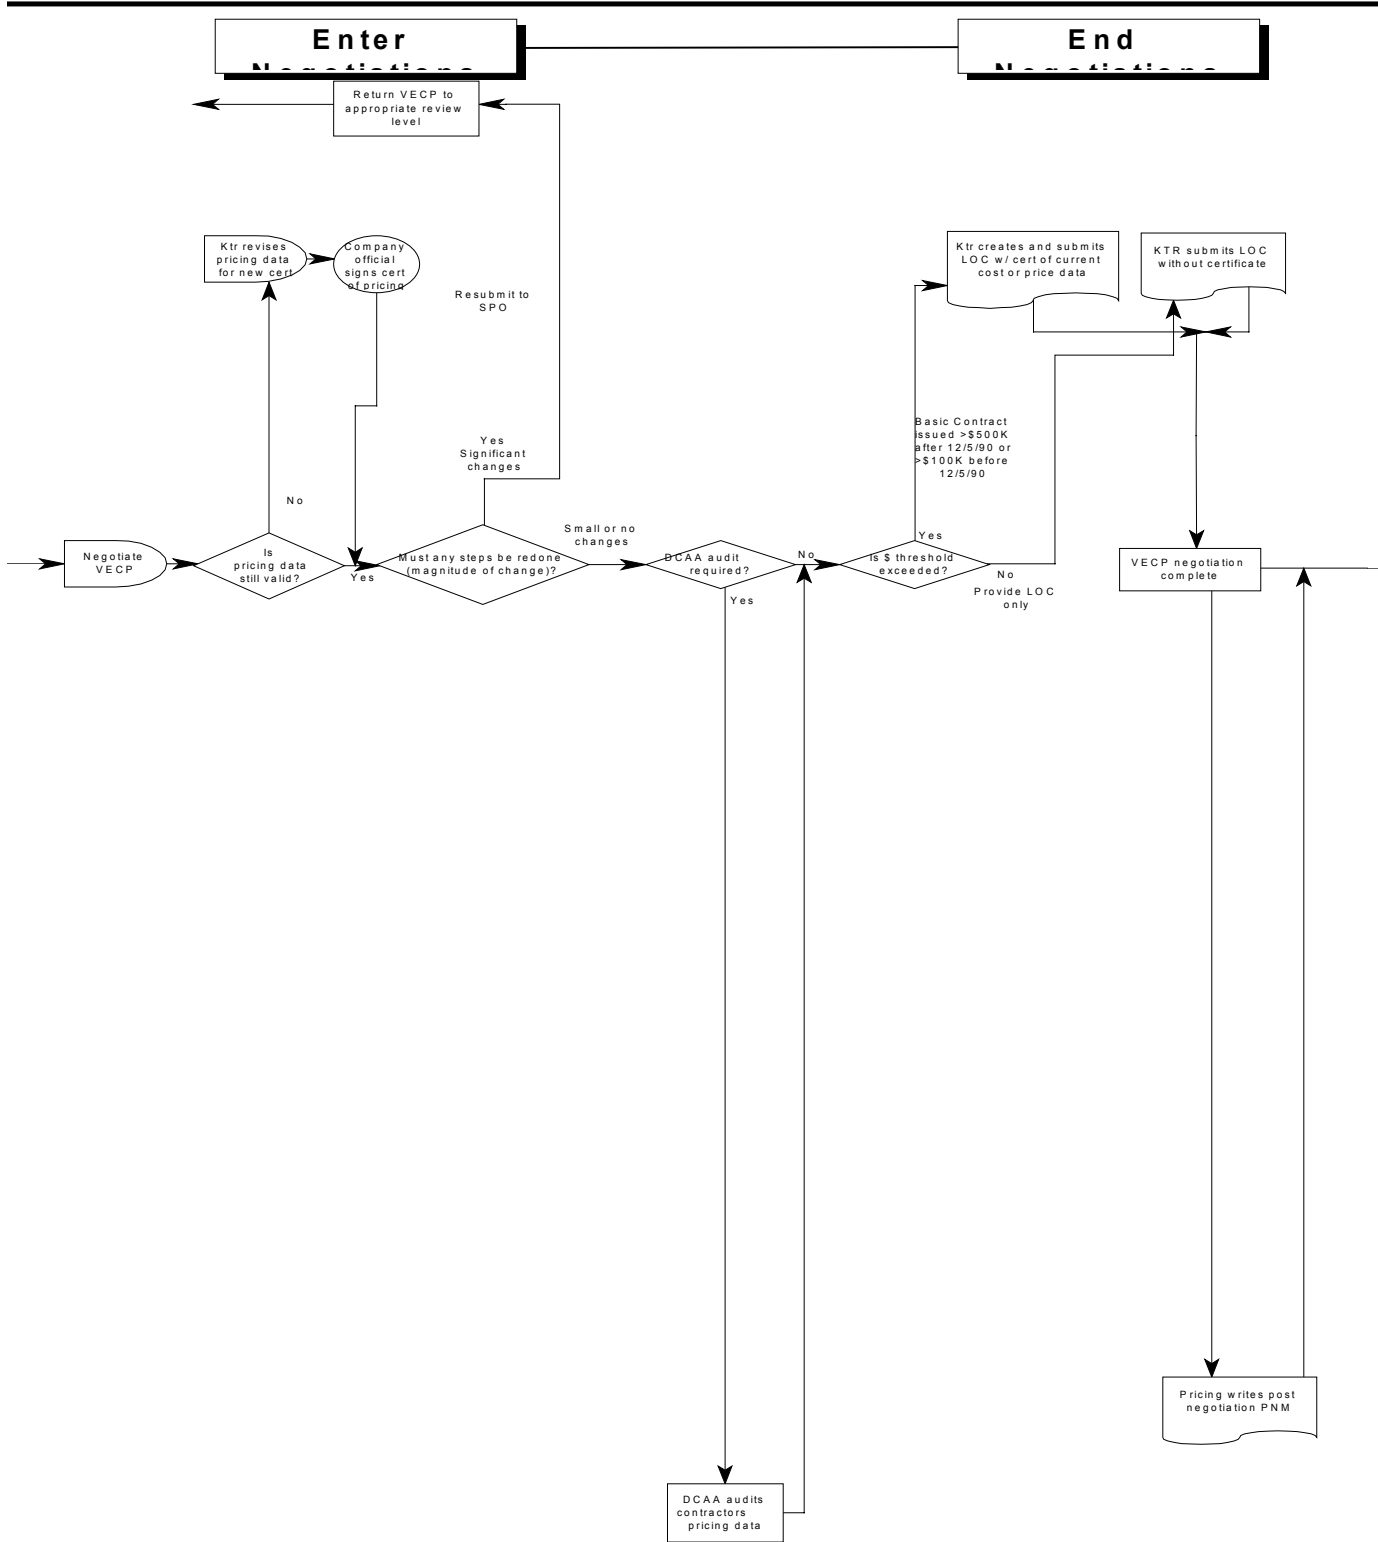 Enter
Negotiations
End
Negotiations
Return VECP to
appropriate review
level
Ktr revises
pricing data
for new cert
Company
official
signs cert
of pricing
Resubmit to
SPO
Ktr creates and submits
LOC w/ cert of current
cost or price data
KTR submits LOC
without certificate
Basic Contract
issued >$500K
after 12/5/90 or
>$100K before
12/5/90
Yes
Significant
changes
No
Negotiate
VECP
Is
pricing data
still valid?
Yes
Must any steps be redone
(magnitude of change)?
Small or no
changes
DCAA audit
required?
No
Yes
Is $ threshold
exceeded?
Yes
No
Provide LOC
only
VECP negotiation
complete
Pricing writes post
negotiation PNM
DCAA audits
contractors
pricing data